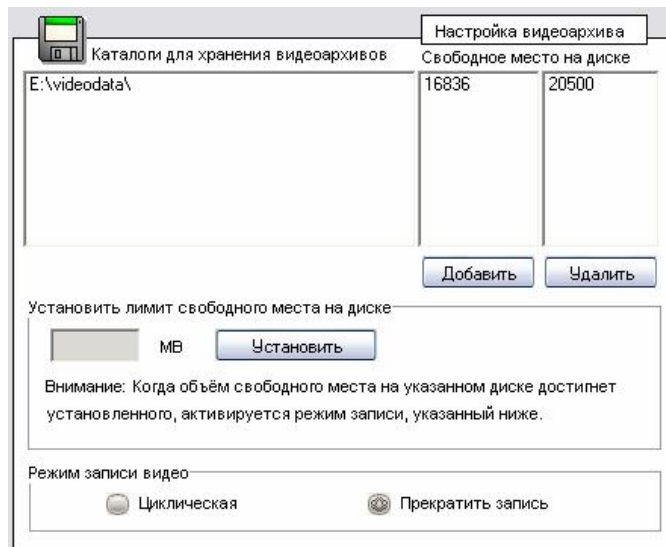 Настройка видеоархива
Каталоги для хранения видеоархивов
Свободное место на диске
E:\videodata\
16836
20500
Добавить
Удалить
Установить лимит свободного места на диске
MB
Установить
Внимание: Когда объём свободного места на указанном диске достигнет
установленного, активируется режим записи, указанный ниже.
Режим записи видео
Циклическая
Прекратить запись